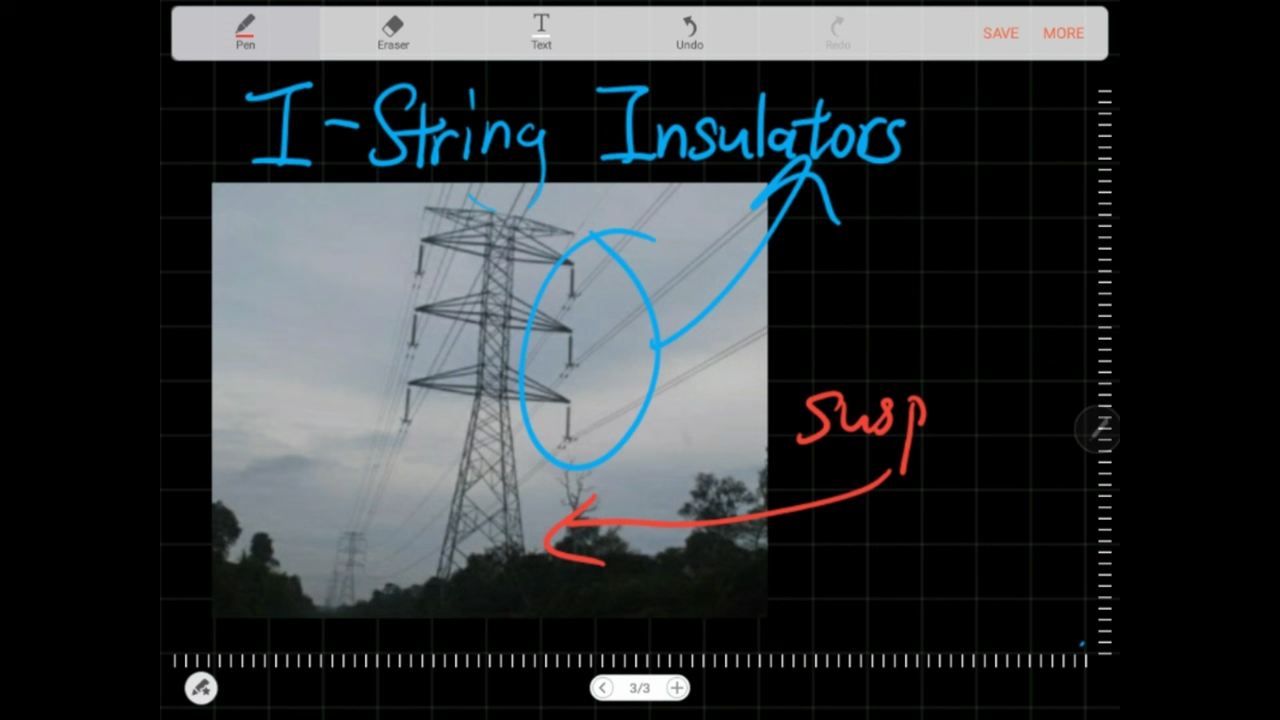 Pen Eraser T Text Undo Redo SAVE MORE
I-String Insulators
susp
3/3